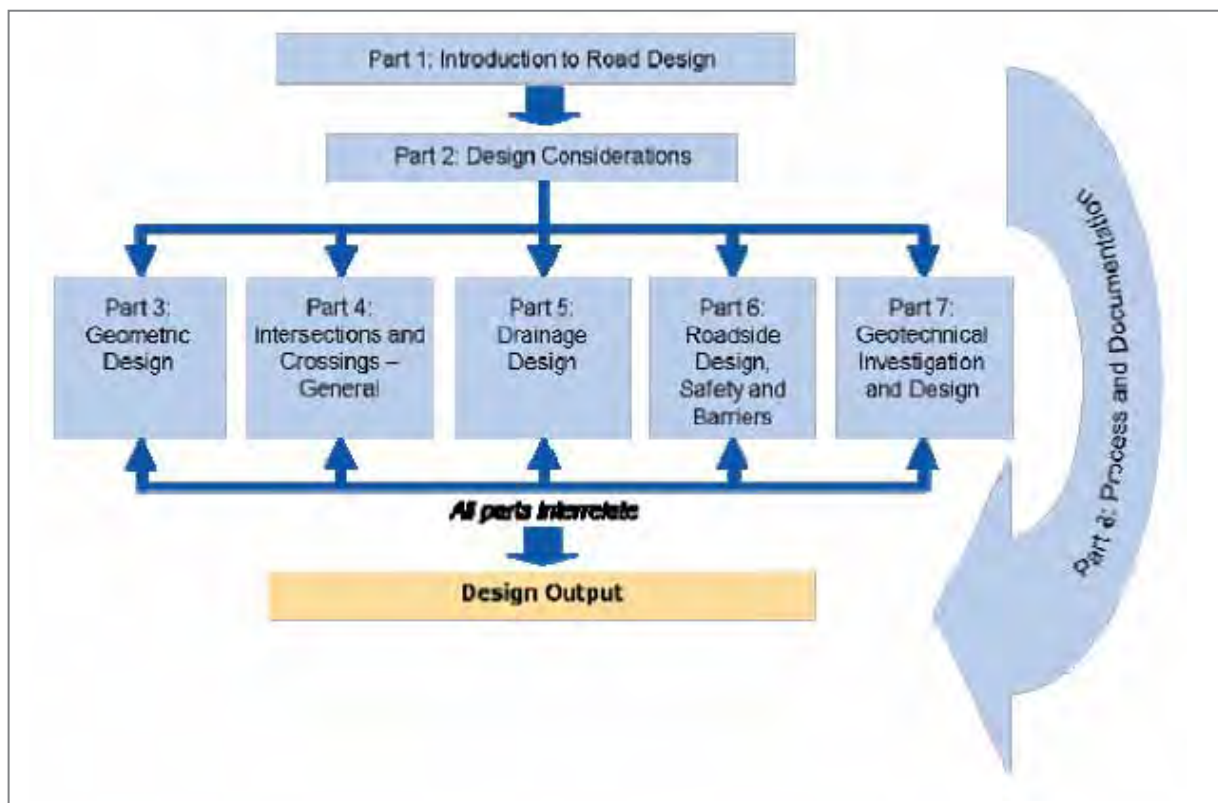 Part 1: Introduction to Road Design
Part 2: Design Considerations
Part 3:
Geometric
Design
Part 4:
Intersections and
Crossings –
General
Part 5:
Drainage
Design
Part 6:
Roadside
Design,
Safety and
Barriers
Part 7:
Geotechnical
Investigation
and Design
All parts interrelate
Design Output
Part 8: Process and Documentation